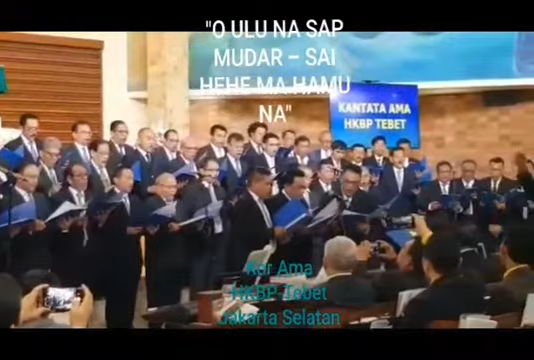 "O ULU NA SAP
MUDAR – SAI
HEHE MA HAMU
NA"
KANTATA AMA
HKBP TEBET
Kor Ama
HKBP-Tebet
Jakarta Selatan